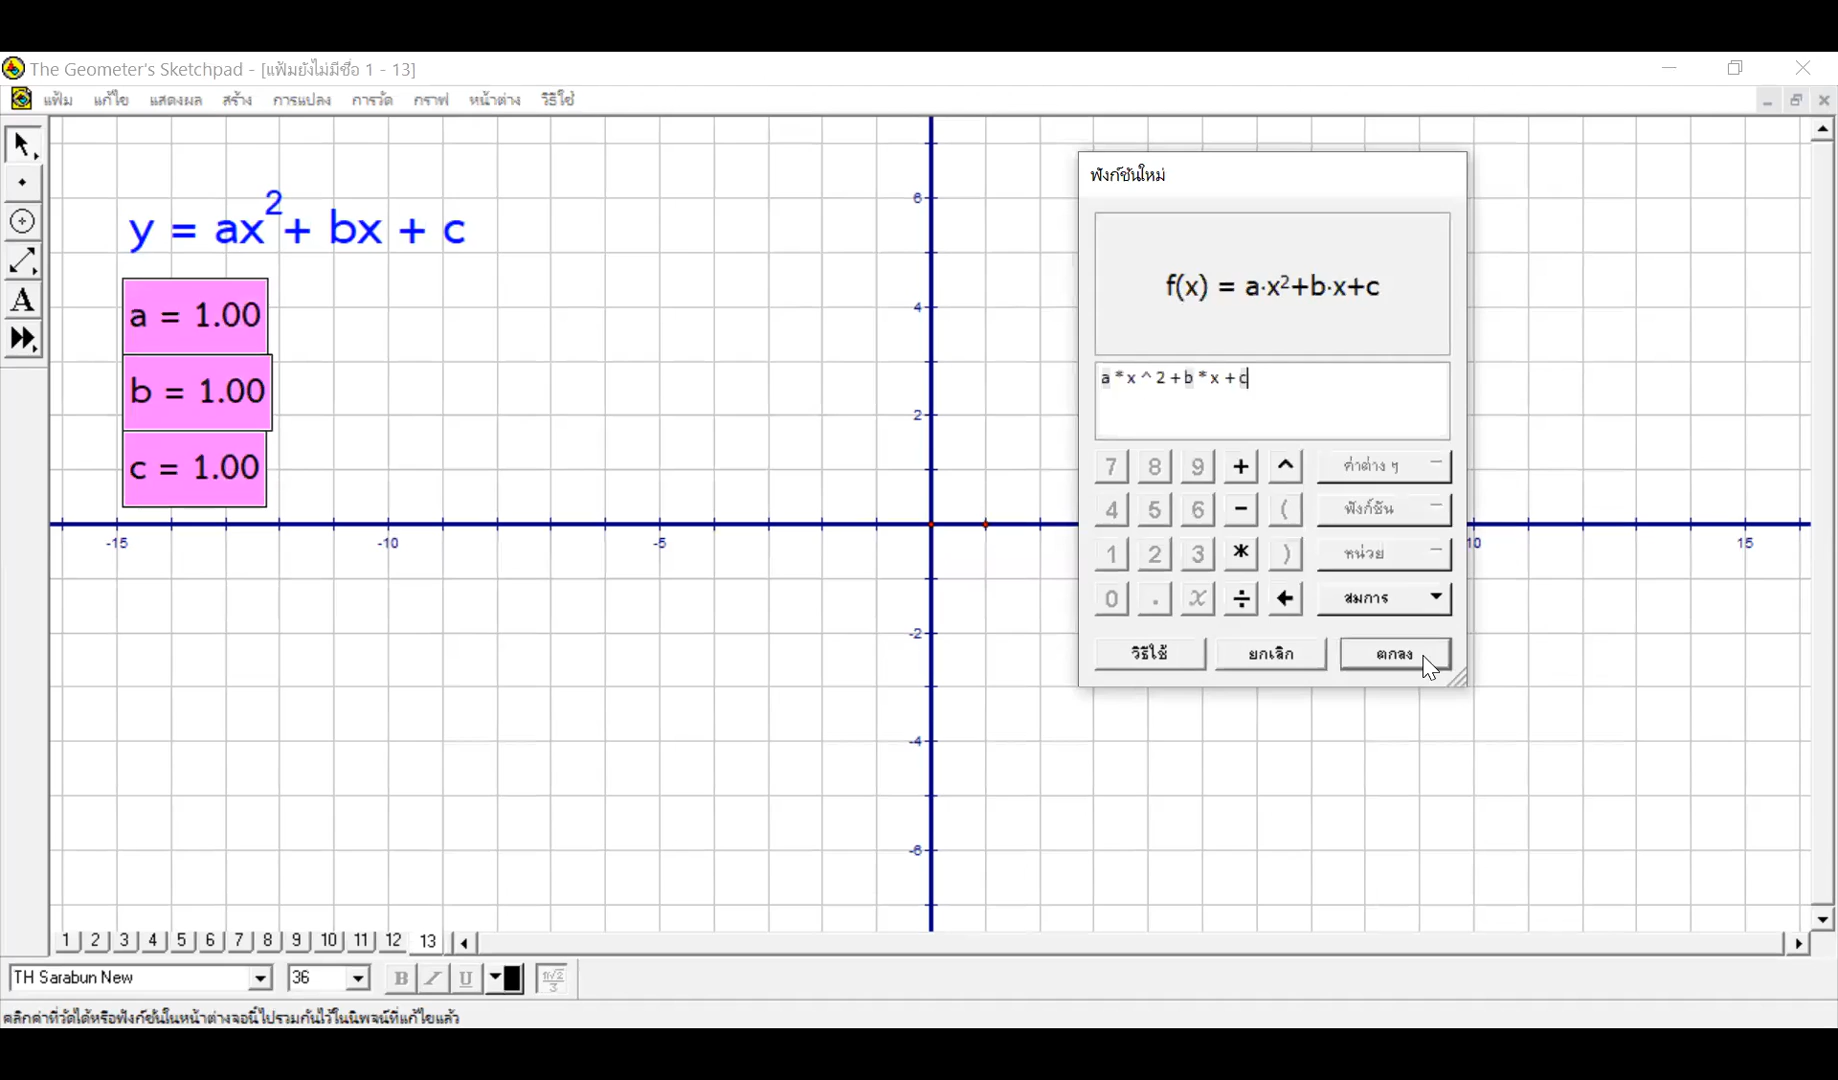 The Geometer's Sketchpad - [แฟ้มยังไม่มีชื่อ 1 - 13]
แฟ้ม แก้ไข แสดงผล สร้าง การแปลง การวัด กราฟ หน้าต่าง วิธีใช้
y = ax²+ bx + c
a = 1.00
b = 1.00
c = 1.00
6
4
2
-15 -10 -5 10 15
-2
-4
-6
ฟังก์ชันใหม่
f(x) = a·x²+b·x+c
a * x ^ 2 + b * x + c
7 8 9 + ^ ค่าต่าง ๆ
4 5 6 - ( ฟังก์ชัน
1 2 3 * ) หน่วย
0 . x ÷ ← สมการ
วิธีใช้ ยกเลิก ตกลง
A
1 2 3 4 5 6 7 8 9 10 11 12 13
TH Sarabun New 36 B I U
คลิกค่าที่วัดได้หรือฟังก์ชันในหน้าต่างจอนี้ไปรวมกันไว้ในนิพจน์ที่แก้ไขแล้ว